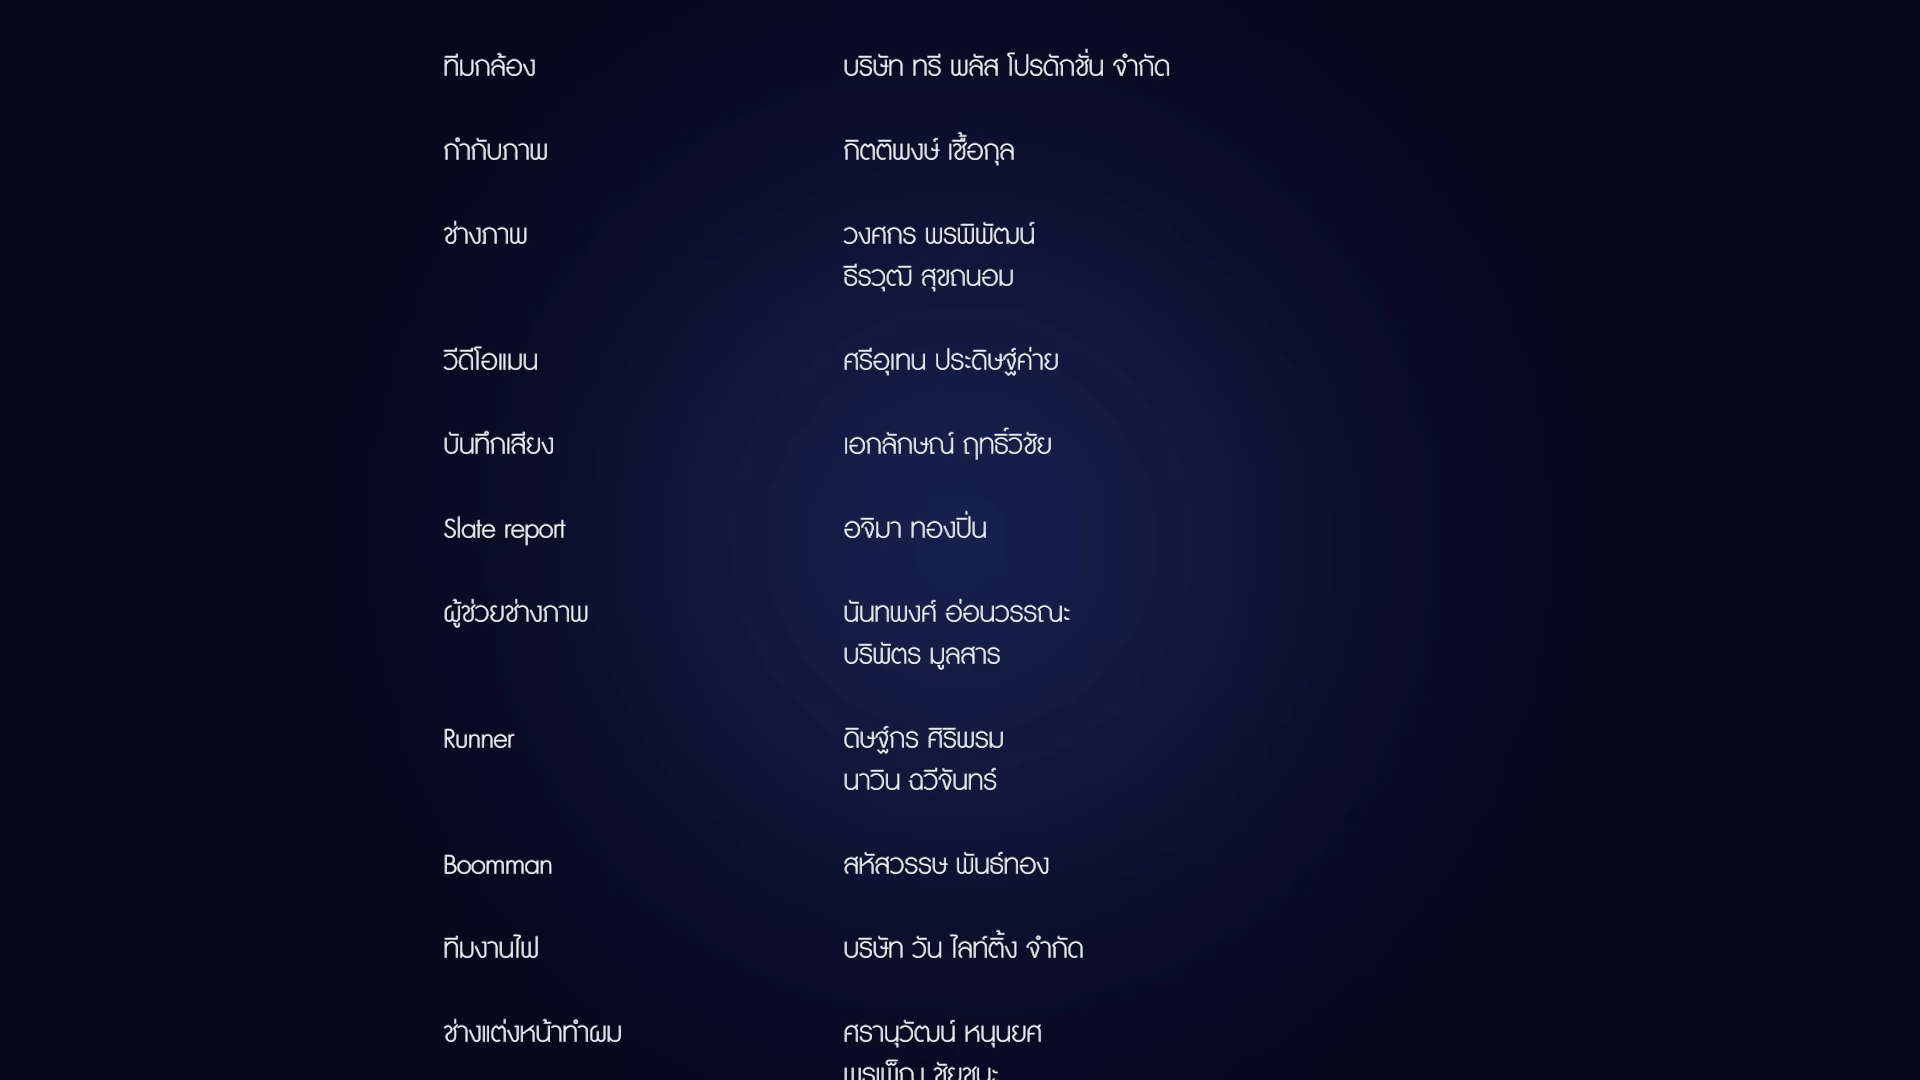 ทีมกล้อง บริษัท ทรี พลัส โปรดักชั่น จำกัด
กำกับภาพ กิตติพงษ์ เชื้อกุล
ช่างภาพ วงศกร พรพิพัฒน์
ธีรวุฒิ สุขถนอม
วีดีโอแมน ศรีอุเทน ประดิษฐ์ค่าย
บันทึกเสียง เอกลักษณ์ ฤทธิ์วิชัย
Slate report อจิมา ทองปิ่น
ผู้ช่วยช่างภาพ นันทพงศ์ อ่อนวรรณะ
บริพัตร มูลสาร
Runner ดิษฐ์กร ศิริพรม
นาวิน ฉวีจันทร์
Boomman สหัสวรรษ พันธ์ทอง
ทีมงานไฟ บริษัท วัน ไลท์ติ้ง จำกัด
ช่างแต่งหน้าทำผม ศรานุวัฒน์ หนุนยศ